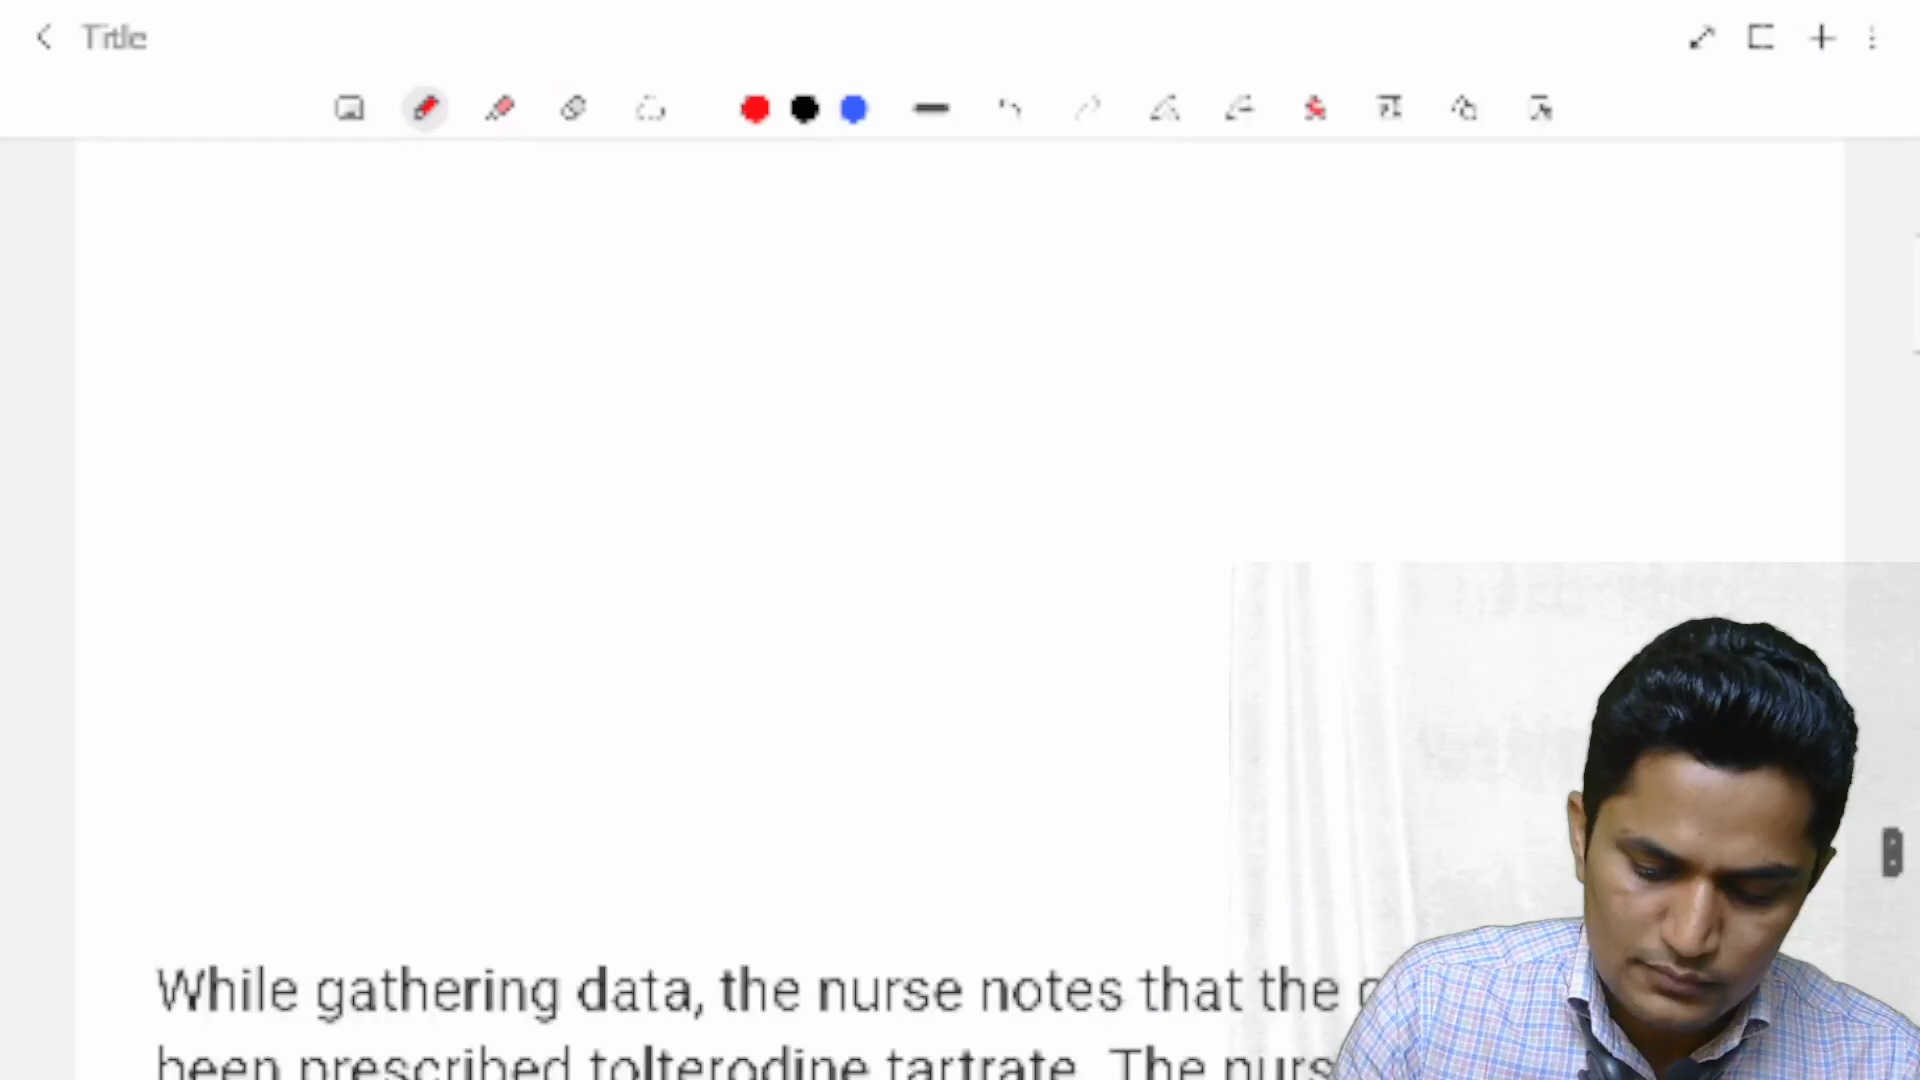 Title
While gathering data, the nurse notes that the
been prescribed tolterodine tartrate. The nurs